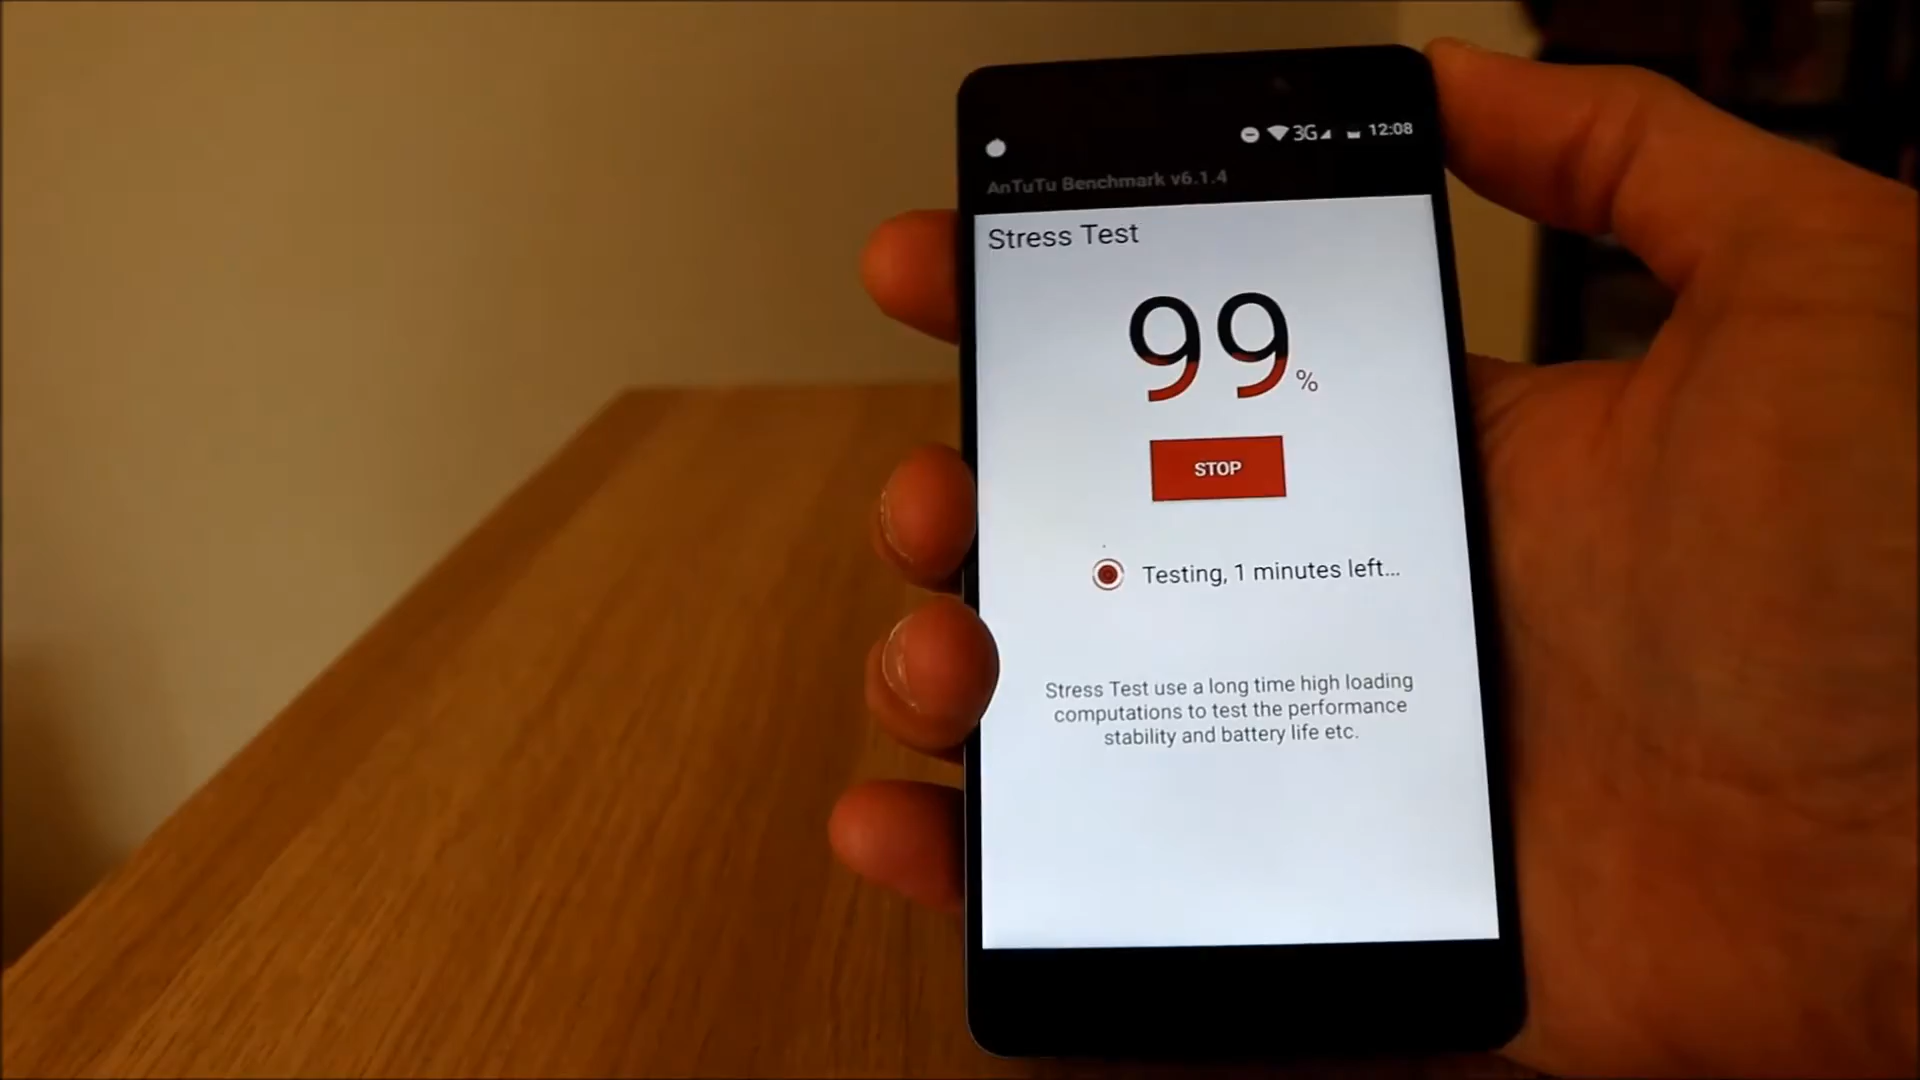 3G 12:08
AnTuTu Benchmark v6.1.4
Stress Test
99%
STOP
Testing, 1 minutes left...
Stress Test use a long time high loading
computations to test the performance
stability and battery life etc.